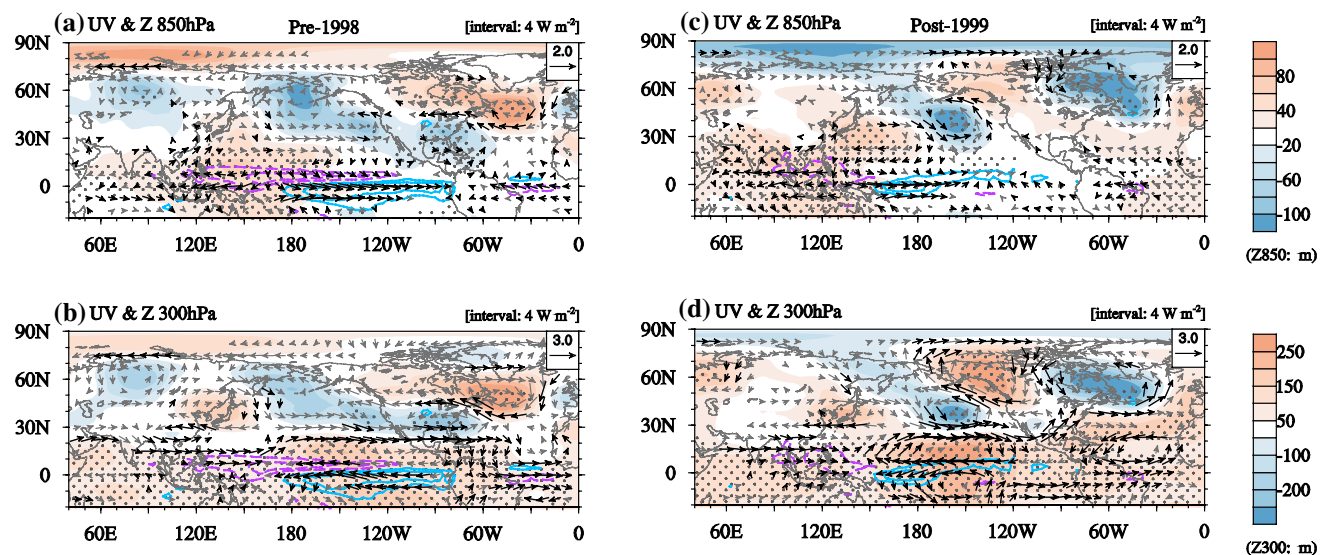 (a) UV & Z 850hPa Pre-1998 [interval: 4 W m⁻²]
2.0
90N
60N
30N
0
60E 120E 180 120W 60W 0
(c) UV & Z 850hPa Post-1999 [interval: 4 W m⁻²]
2.0
90N
60N
30N
0
60E 120E 180 120W 60W 0
80
40
-20
-60
-100
(Z850: m)
(b) UV & Z 300hPa [interval: 4 W m⁻²]
3.0
90N
60N
30N
0
60E 120E 180 120W 60W 0
(d) UV & Z 300hPa [interval: 4 W m⁻²]
3.0
90N
60N
30N
0
60E 120E 180 120W 60W 0
250
150
50
-100
-200
(Z300: m)